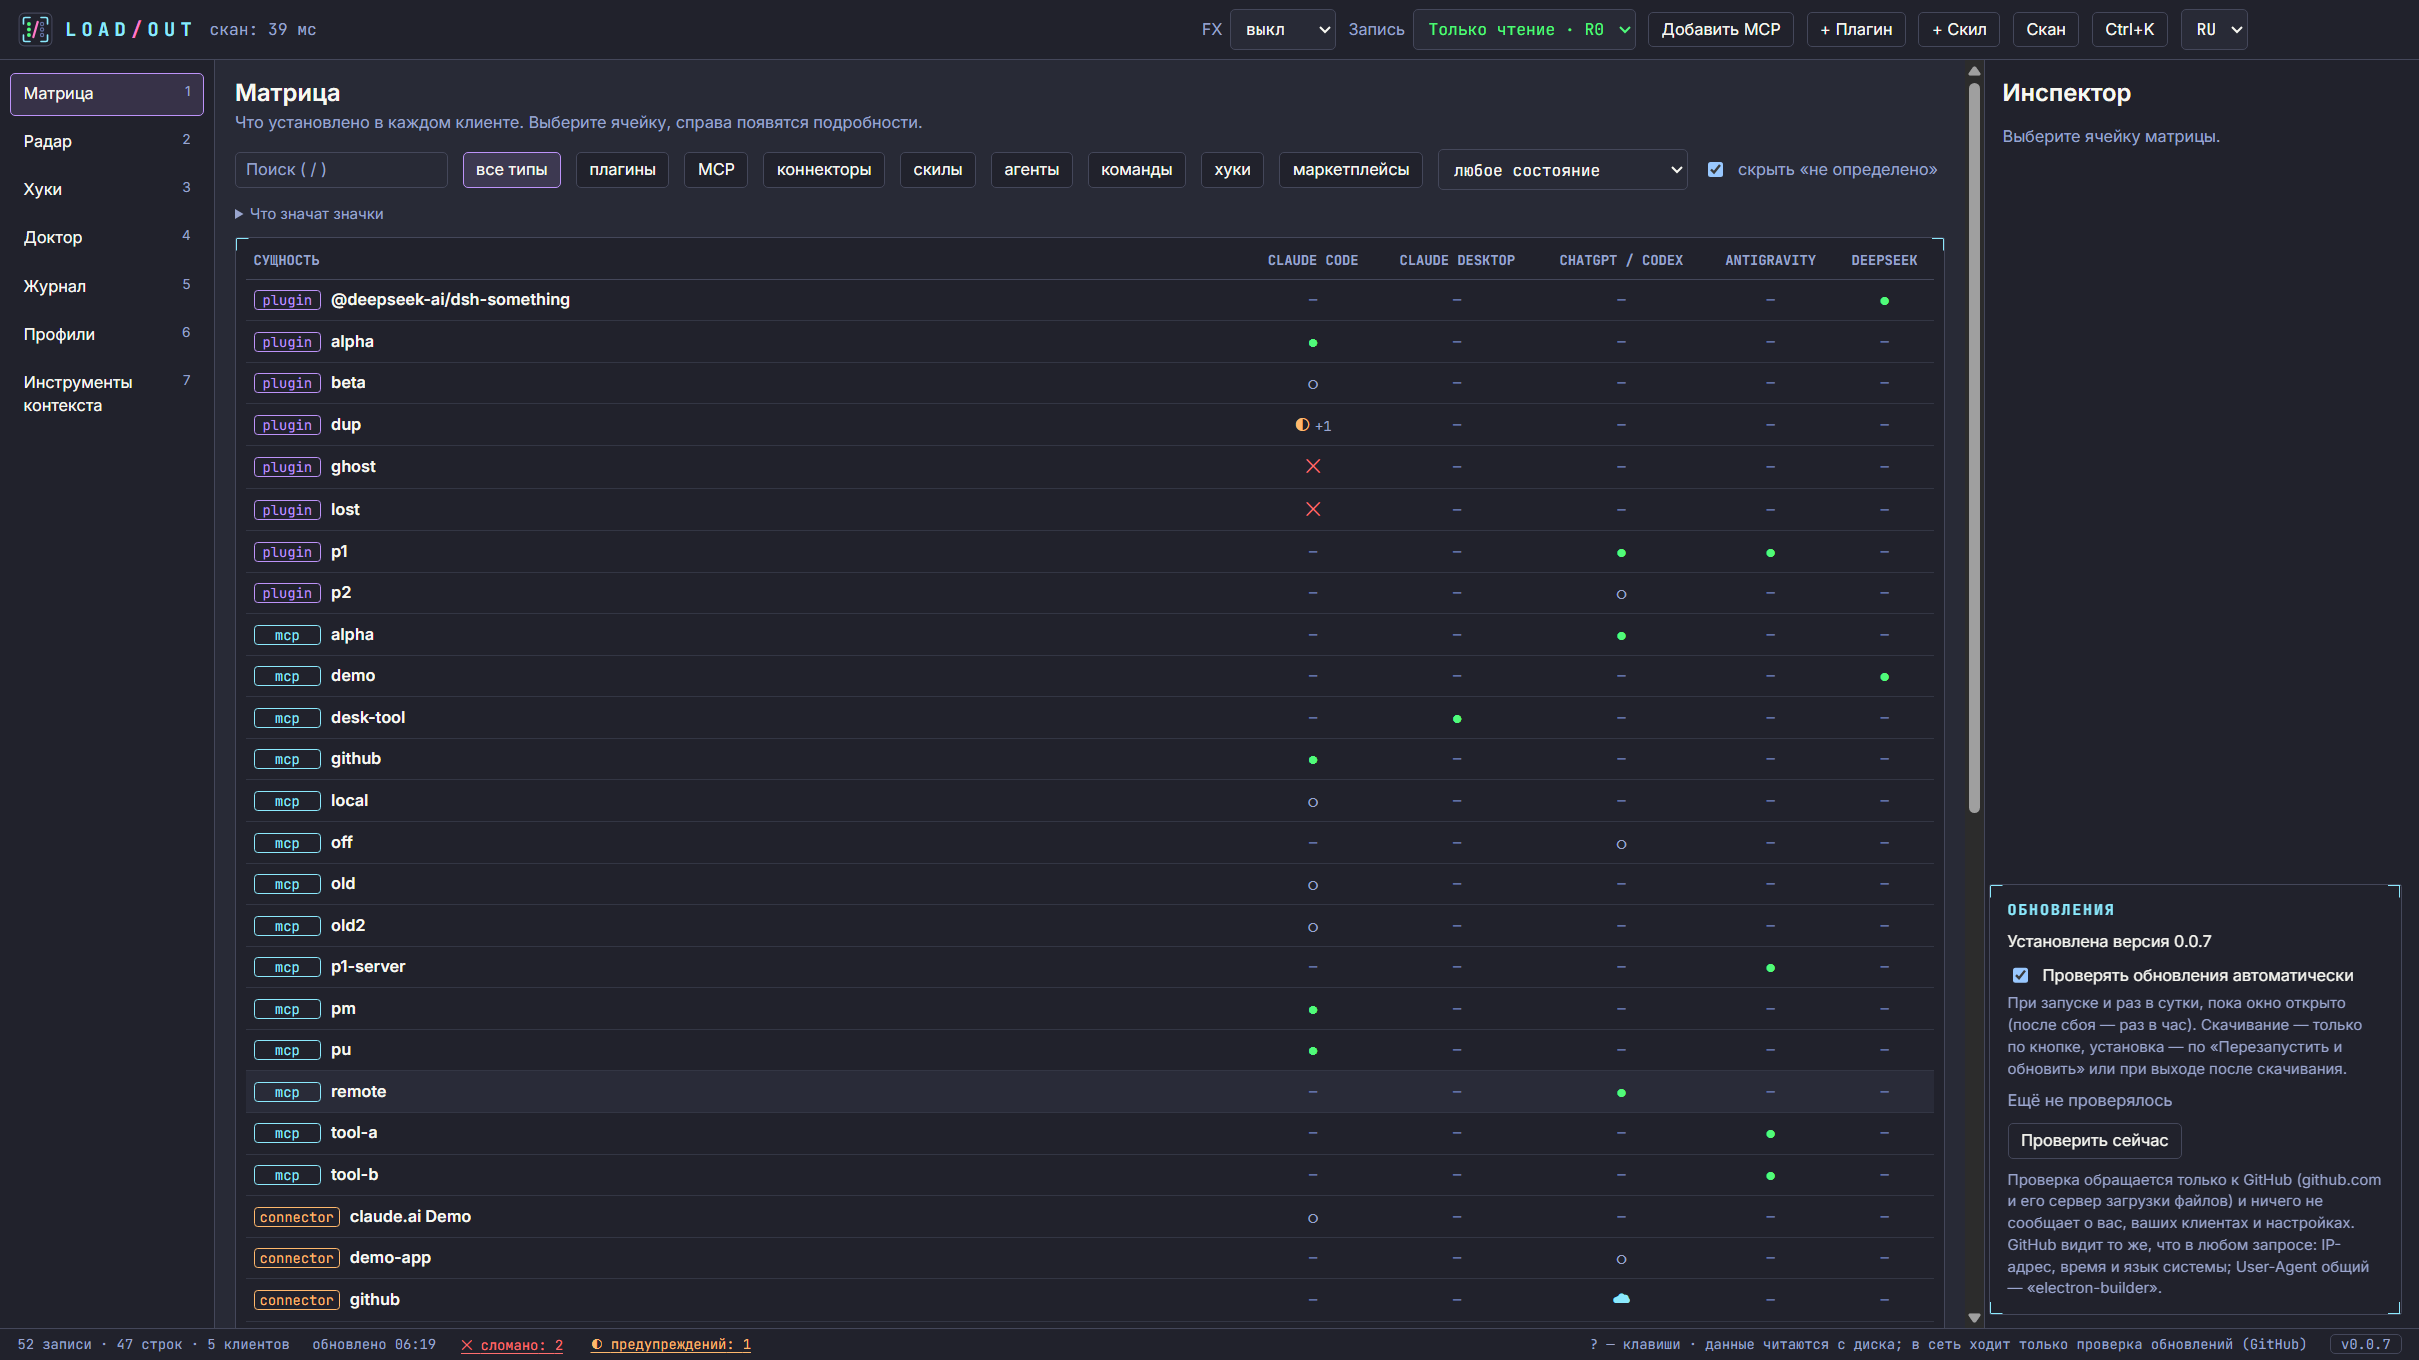 LOAD/OUT скан: 39 мс FX выкл Запись Только чтение · R0 Добавить MCP + Плагин + Скил Скан Ctrl+K RU
Матрица 1
Радар 2
Хуки 3
Доктор 4
Журнал 5
Профили 6
Инструменты контекста 7
Матрица
Что установлено в каждом клиенте. Выберите ячейку, справа появятся подробности.
Поиск ( / ) все типы плагины MCP коннекторы скилы агенты команды хуки маркетплейсы любое состояние скрыть «не определено»
▶ Что значат значки
СУЩНОСТЬ CLAUDE CODE CLAUDE DESKTOP CHATGPT / CODEX ANTIGRAVITY DEEPSEEK
plugin @deepseek-ai/dsh-something – – – – ●
plugin alpha ● – – – –
plugin beta ○ – – – –
plugin dup ◐ +1 – – – –
plugin ghost ✕ – – – –
plugin lost ✕ – – – –
plugin p1 – – ● ● –
plugin p2 – – ○ – –
mcp alpha – – ● – –
mcp demo – – – – ●
mcp desk-tool – ● – – –
mcp github ● – – – –
mcp local ○ – – – –
mcp off – – ○ – –
mcp old ○ – – – –
mcp old2 ○ – – – –
mcp p1-server – – – ● –
mcp pm ● – – – –
mcp pu ● – – – –
mcp remote – – ● – –
mcp tool-a – – – ● –
mcp tool-b – – – ● –
connector claude.ai Demo ○ – – – –
connector demo-app – – ○ – –
connector github – – ☁ – –
Инспектор
Выберите ячейку матрицы.
ОБНОВЛЕНИЯ
Установлена версия 0.0.7
Проверять обновления автоматически
При запуске и раз в сутки, пока окно открыто
(после сбоя — раз в час). Скачивание — только
по кнопке, установка — по «Перезапустить и
обновить» или при выходе после скачивания.
Ещё не проверялось
Проверить сейчас
Проверка обращается только к GitHub (github.com
и его сервер загрузки файлов) и ничего не
сообщает о вас, ваших клиентах и настройках.
GitHub видит то же, что в любом запросе: IP-
адрес, время и язык системы; User-Agent общий
— «electron-builder».
52 записи · 47 строк · 5 клиентов обновлено 06:19 ✕ сломано: 2 ◐ предупреждений: 1 ? — клавиши · данные читаются с диска; в сеть ходит только проверка обновлений (GitHub) v0.0.7